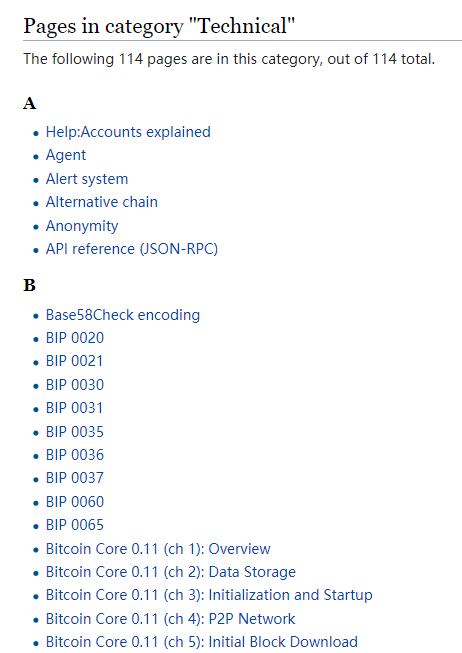 Pages in category "Technical"
The following 114 pages are in this category, out of 114 total.
A
Help:Accounts explained
Agent
Alert system
Alternative chain
Anonymity
API reference (JSON-RPC)
B
Base58Check encoding
BIP 0020
BIP 0021
BIP 0030
BIP 0031
BIP 0035
BIP 0036
BIP 0037
BIP 0060
BIP 0065
Bitcoin Core 0.11 (ch 1): Overview
Bitcoin Core 0.11 (ch 2): Data Storage
Bitcoin Core 0.11 (ch 3): Initialization and Startup
Bitcoin Core 0.11 (ch 4): P2P Network
Bitcoin Core 0.11 (ch 5): Initial Block Download